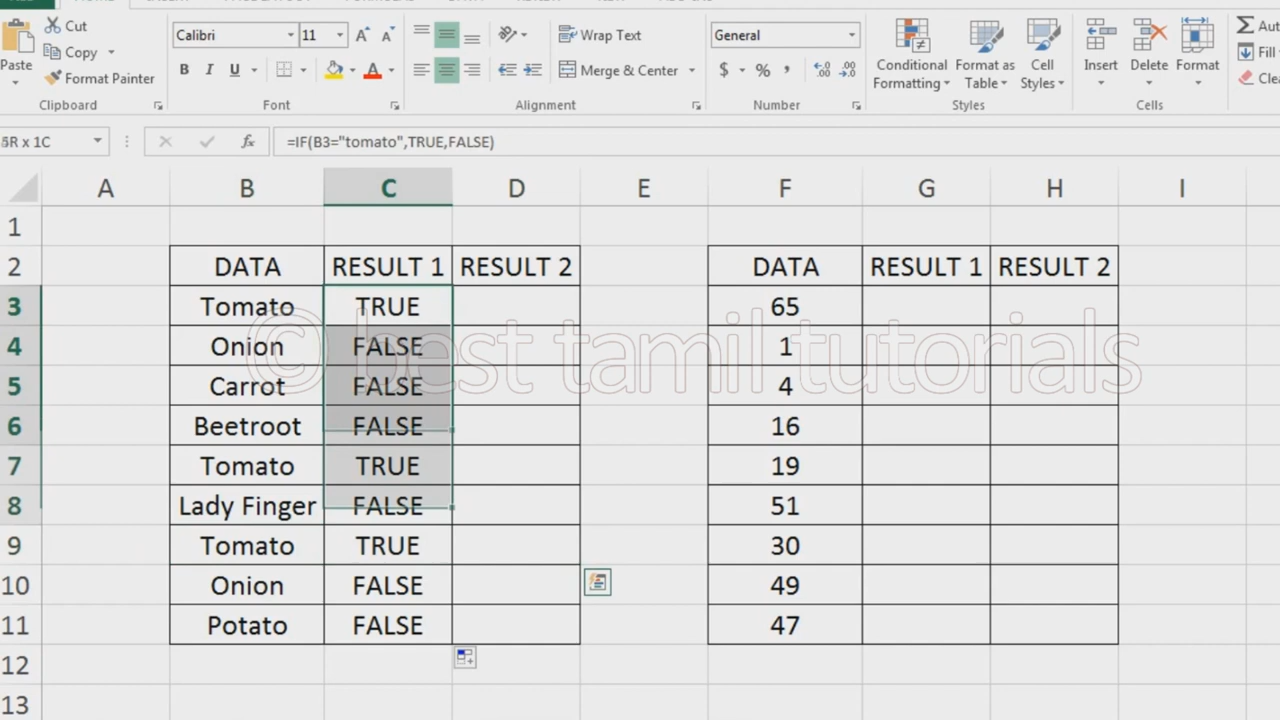 Cut
Copy
Format Painter
Paste
Clipboard
Calibri 11
B I U
Font
Wrap Text
Merge & Center
Alignment
General
$ % ,
Number
Conditional Formatting
Format as Table
Cell Styles
Styles
Insert
Delete
Format
Cells
Fill
R x 1C
fx
=IF(B3="tomato",TRUE,FALSE)
A B C D E F G H I
1
2 DATA RESULT 1 RESULT 2 DATA RESULT 1 RESULT 2
3 Tomato TRUE 65
4 Onion FALSE 1
© best tamil tutorials
5 Carrot FALSE 4
6 Beetroot FALSE 16
7 Tomato TRUE 19
8 Lady Finger FALSE 51
9 Tomato TRUE 30
10 Onion FALSE 49
11 Potato FALSE 47
12
13